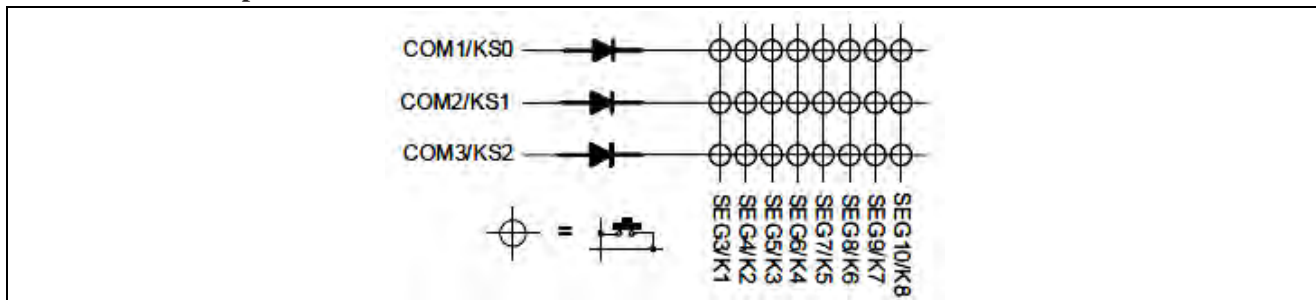 COM1/KS0
COM2/KS1
COM3/KS2
=
SEG3/K1
SEG4/K2
SEG5/K3
SEG6/K4
SEG7/K5
SEG8/K6
SEG9/K7
SEG10/K8